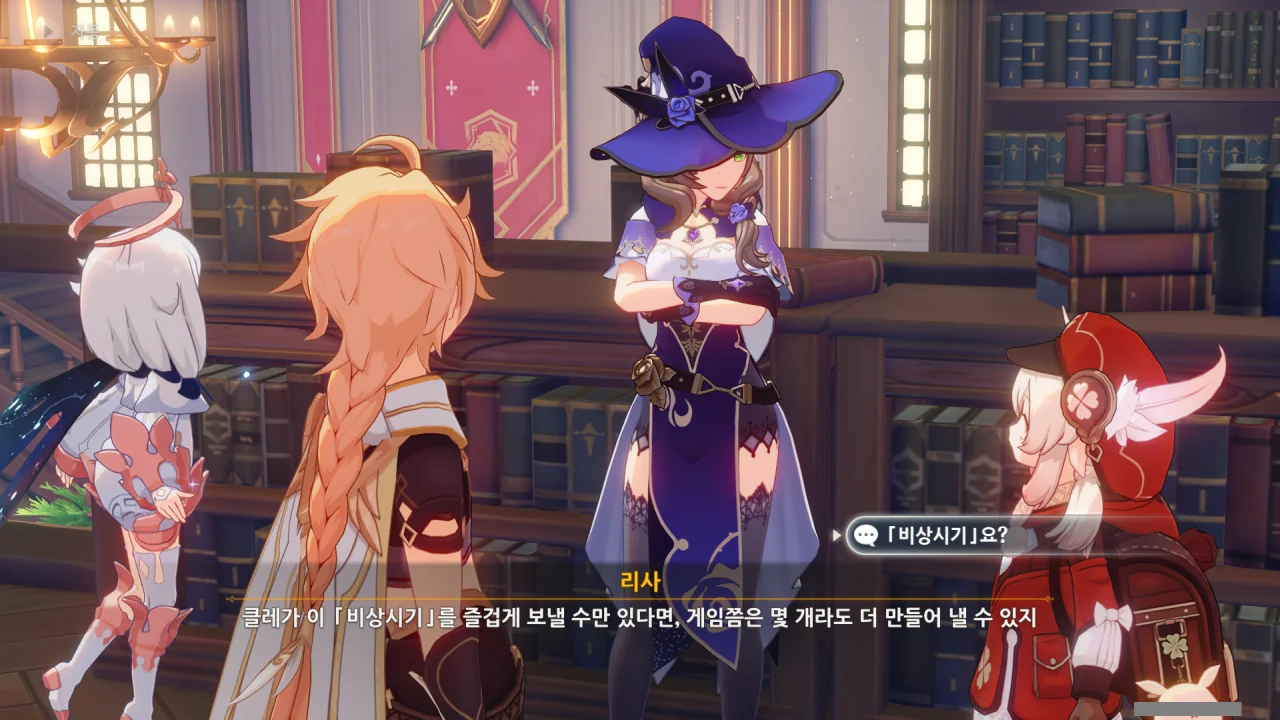 「비상시기」요?
리사
클레가 이 「비상시기」를 즐겁게 보낼 수만 있다면, 게임쯤은 몇 개라도 더 만들어 낼 수 있지